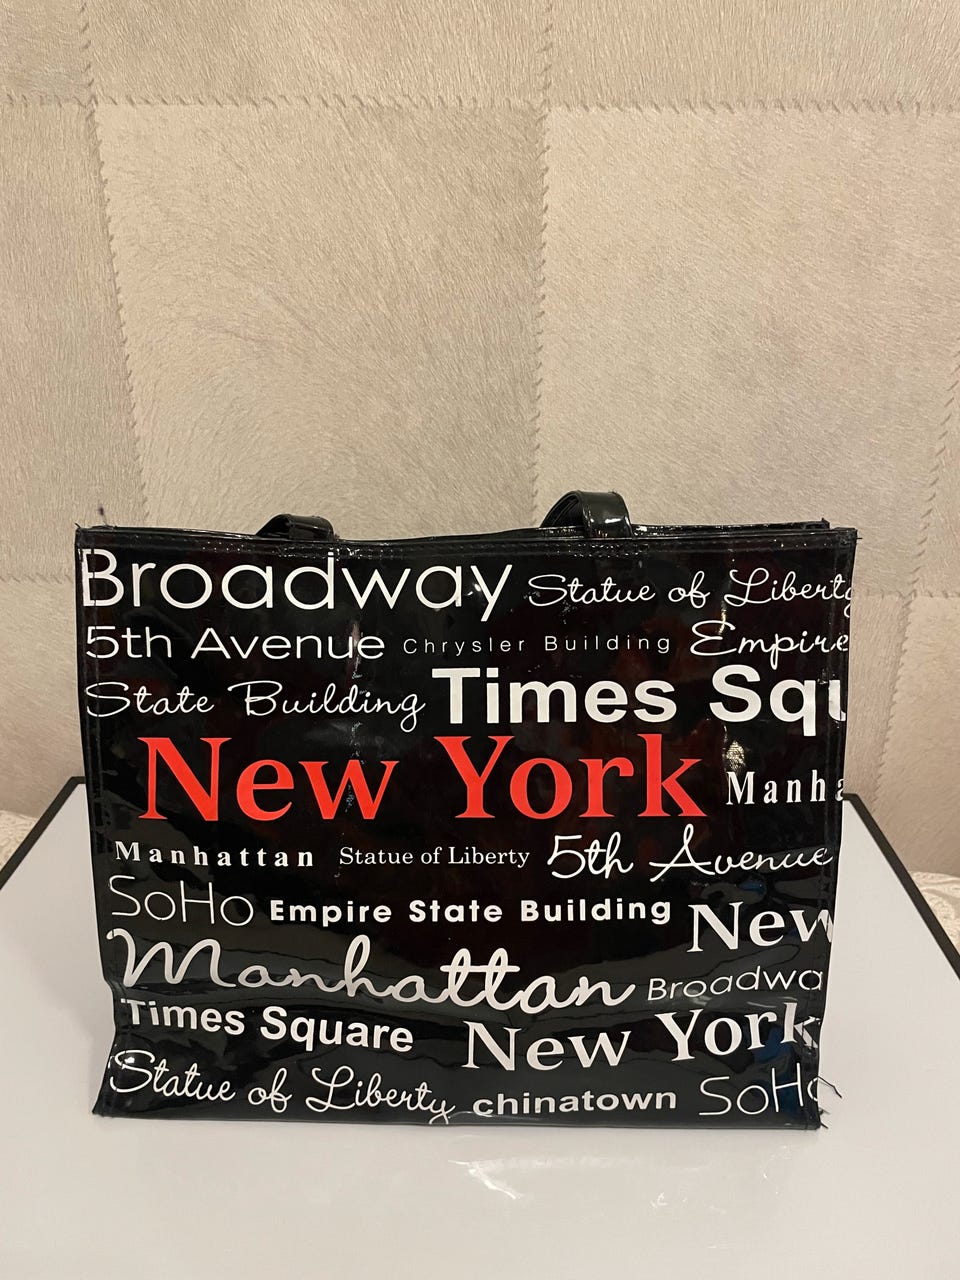 Broadway Statue of Liberty
5th Avenue Chrysler Building Empire
State Building Times Squ
New York Manha
Manhattan Statue of Liberty 5th Avenue
SoHo Empire State Building New
Manhattan Broadwa
Times Square New York
Statue of Liberty chinatown SoHo